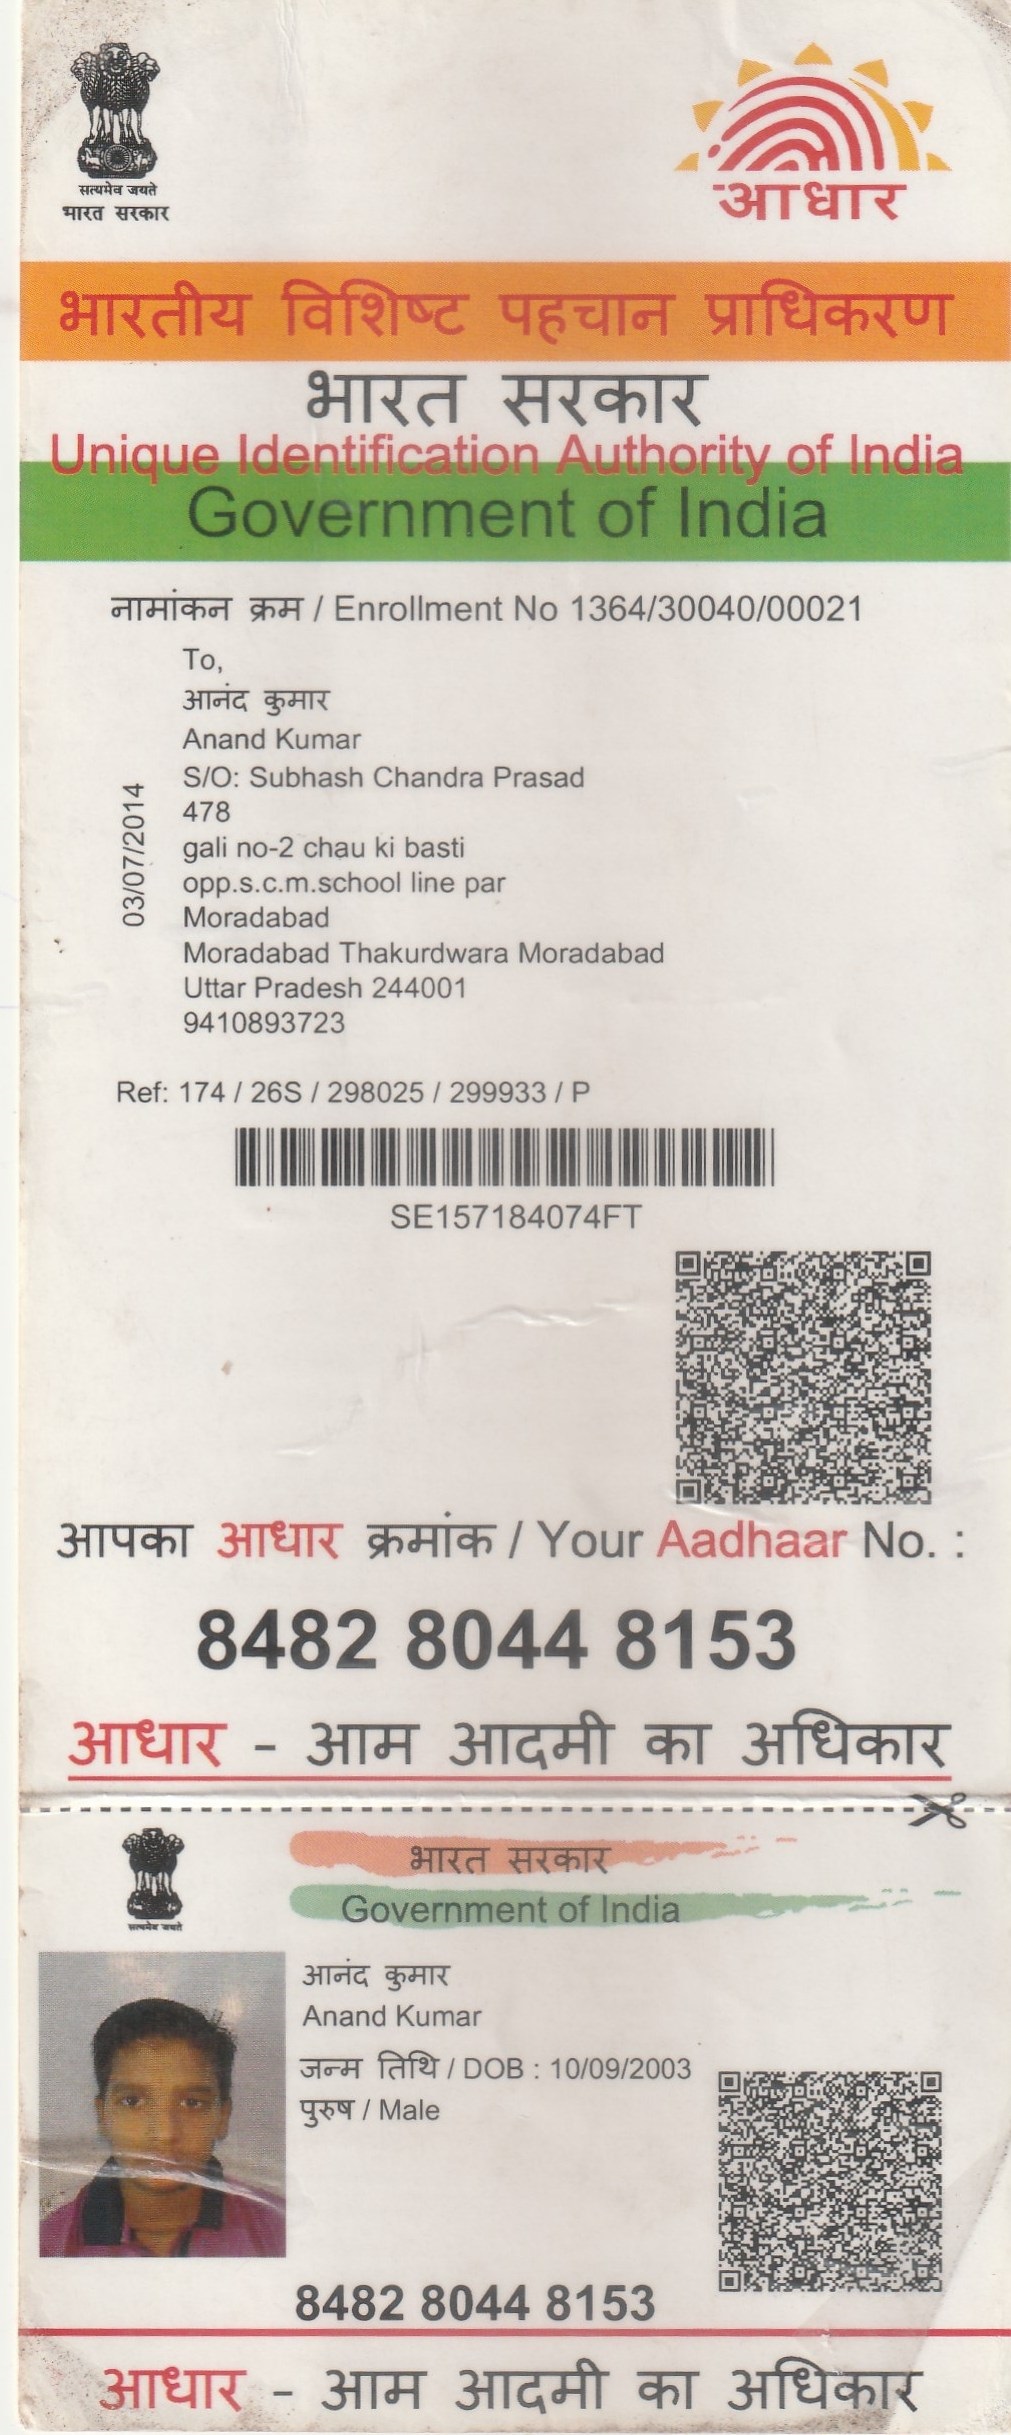 सत्यमेव जयते
भारत सरकार
आधार
भारतीय विशिष्ट पहचान प्राधिकरण
भारत सरकार
Unique Identification Authority of India
Government of India
नामांकन क्रम / Enrollment No 1364/30040/00021
To,
आनंद कुमार
Anand Kumar
S/O: Subhash Chandra Prasad
478
gali no-2 chau ki basti
opp.s.c.m.school line par
Moradabad
Moradabad Thakurdwara Moradabad
Uttar Pradesh 244001
9410893723
03/07/2014
Ref: 174 / 26S / 298025 / 299933 / P
SE157184074FT
आपका आधार क्रमांक / Your Aadhaar No. :
8482 8044 8153
आधार - आम आदमी का अधिकार
सत्यमेव जयते
भारत सरकार
Government of India
आनंद कुमार
Anand Kumar
जन्म तिथि / DOB : 10/09/2003
पुरुष / Male
8482 8044 8153
आधार - आम आदमी का अधिकार